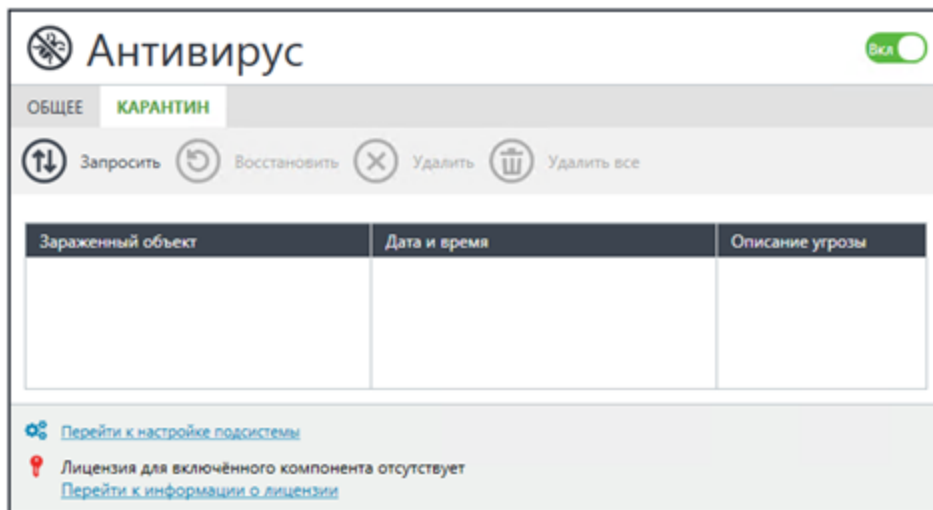 Антивирус
Вкл
ОБЩЕЕ КАРАНТИН
Запросить Восстановить Удалить Удалить все
Зараженный объект Дата и время Описание угрозы
Перейти к настройке подсистемы
Лицензия для включённого компонента отсутствует
Перейти к информации о лицензии